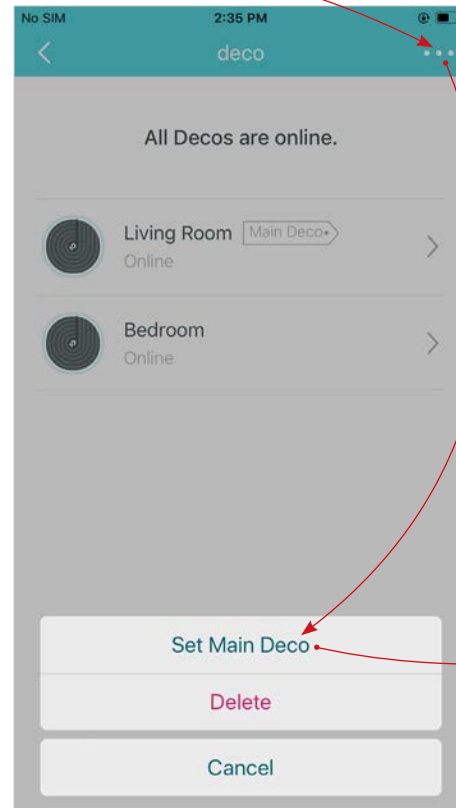 No SIM 2:35 PM
deco
All Decos are online.
Living Room Main Deco
Online
Bedroom
Online
Set Main Deco
Delete
Cancel